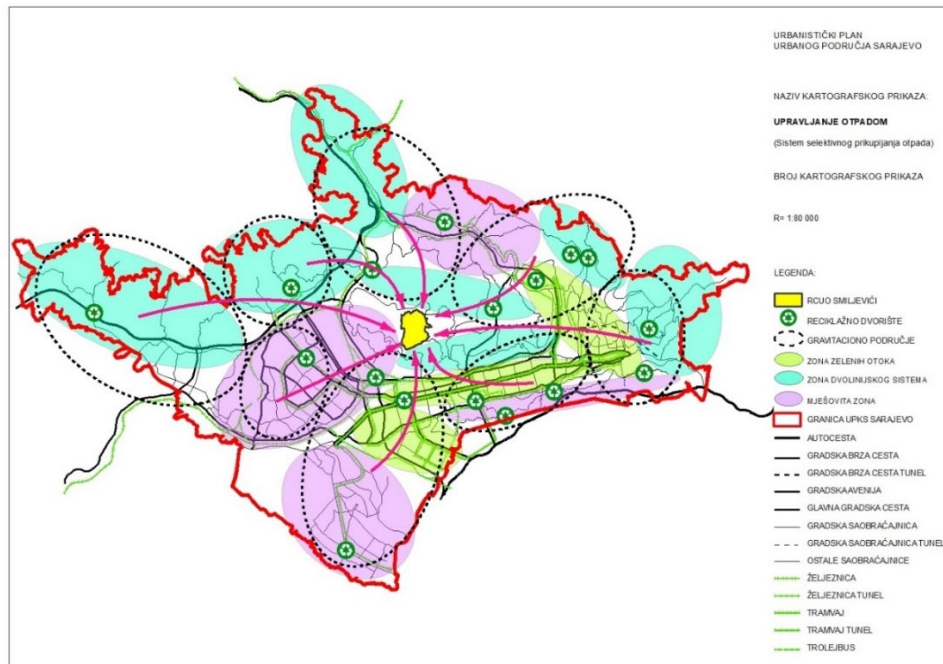 URBANISTIČKI PLAN
URBANOG PODRUČJA SARAJEVO
NAZIV KARTOGRAFSKOG PRIKAZA:
UPRAVLJANJE OTPADOM
(Sistem selektivnog prikupljanja otpada)
BROJ KARTOGRAFSKOG PRIKAZA
R= 1:80 000
LEGENDA:
RCUO SMILJEVIĆI
RECIKLAŽNO DVORIŠTE
GRAVITACIONO PODRUČJE
ZONA ZELENIH OTOKA
ZONA DVOLINIJSKOG SISTEMA
MJEŠOVITA ZONA
GRANICA UPKS SARAJEVO
AUTOCESTA
GRADSKA BRZA CESTA
GRADSKA BRZA CESTA TUNEL
GRADSKA AVENIJA
GLAVNA GRADSKA CESTA
GRADSKA SAOBRAĆAJNICA
GRADSKA SAOBRAĆAJNICA TUNEL
OSTALE SAOBRAĆAJNICE
ŽELJEZNICA
ŽELJEZNICA TUNEL
TRAMVAJ
TRAMVAJ TUNEL
TROLEJBUS